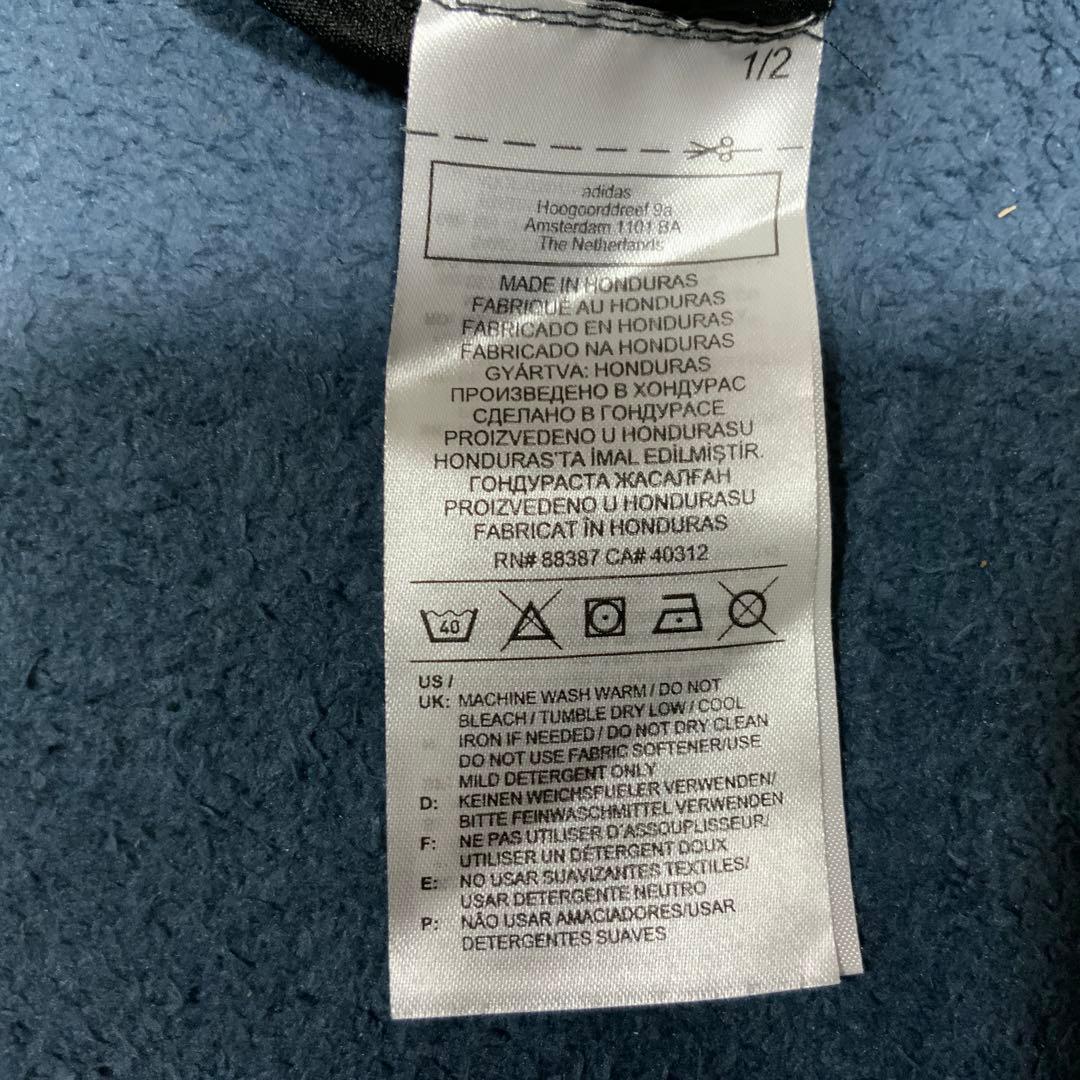 1/2
adidas
Hoogoorddreef 9a
Amsterdam 1101 BA
The Netherlands
MADE IN HONDURAS
FABRIQUÉ AU HONDURAS
FABRICADO EN HONDURAS
FABRICADO NA HONDURAS
GYÁRTVA: HONDURAS
ПРОИЗВЕДЕНО В ХОНДУРАС
СДЕЛАНО В ГОНДУРАСЕ
PROIZVEDENO U HONDURASU
HONDURAS'TA İMAL EDİLMİŞTİR.
ГОНДУРАСТА ЖАСАЛҒАН
PROIZVEDENO U HONDURASU
FABRICAT ÎN HONDURAS
RN# 88387 CA# 40312
40
US /
UK: MACHINE WASH WARM / DO NOT
BLEACH / TUMBLE DRY LOW / COOL
IRON IF NEEDED / DO NOT DRY CLEAN
DO NOT USE FABRIC SOFTENER/USE
MILD DETERGENT ONLY
D: KEINEN WEICHSPUELER VERWENDEN/
BITTE FEINWASCHMITTEL VERWENDEN
F: NE PAS UTILISER D'ASSOUPLISSEUR/
UTILISER UN DÉTERGENT DOUX
E: NO USAR SUAVIZANTES TEXTILES/
USAR DETERGENTE NEUTRO
P: NÃO USAR AMACIADORES/USAR
DETERGENTES SUAVES